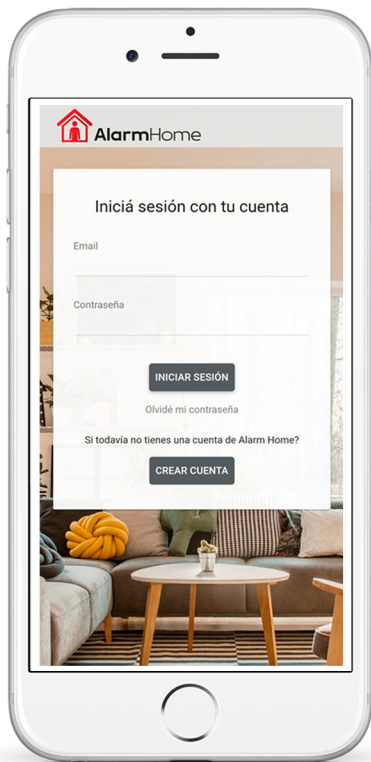 AlarmHome
Iniciá sesión con tu cuenta
Email
Contraseña
INICIAR SESIÓN
Olvidé mi contraseña
Si todavía no tienes una cuenta de Alarm Home?
CREAR CUENTA